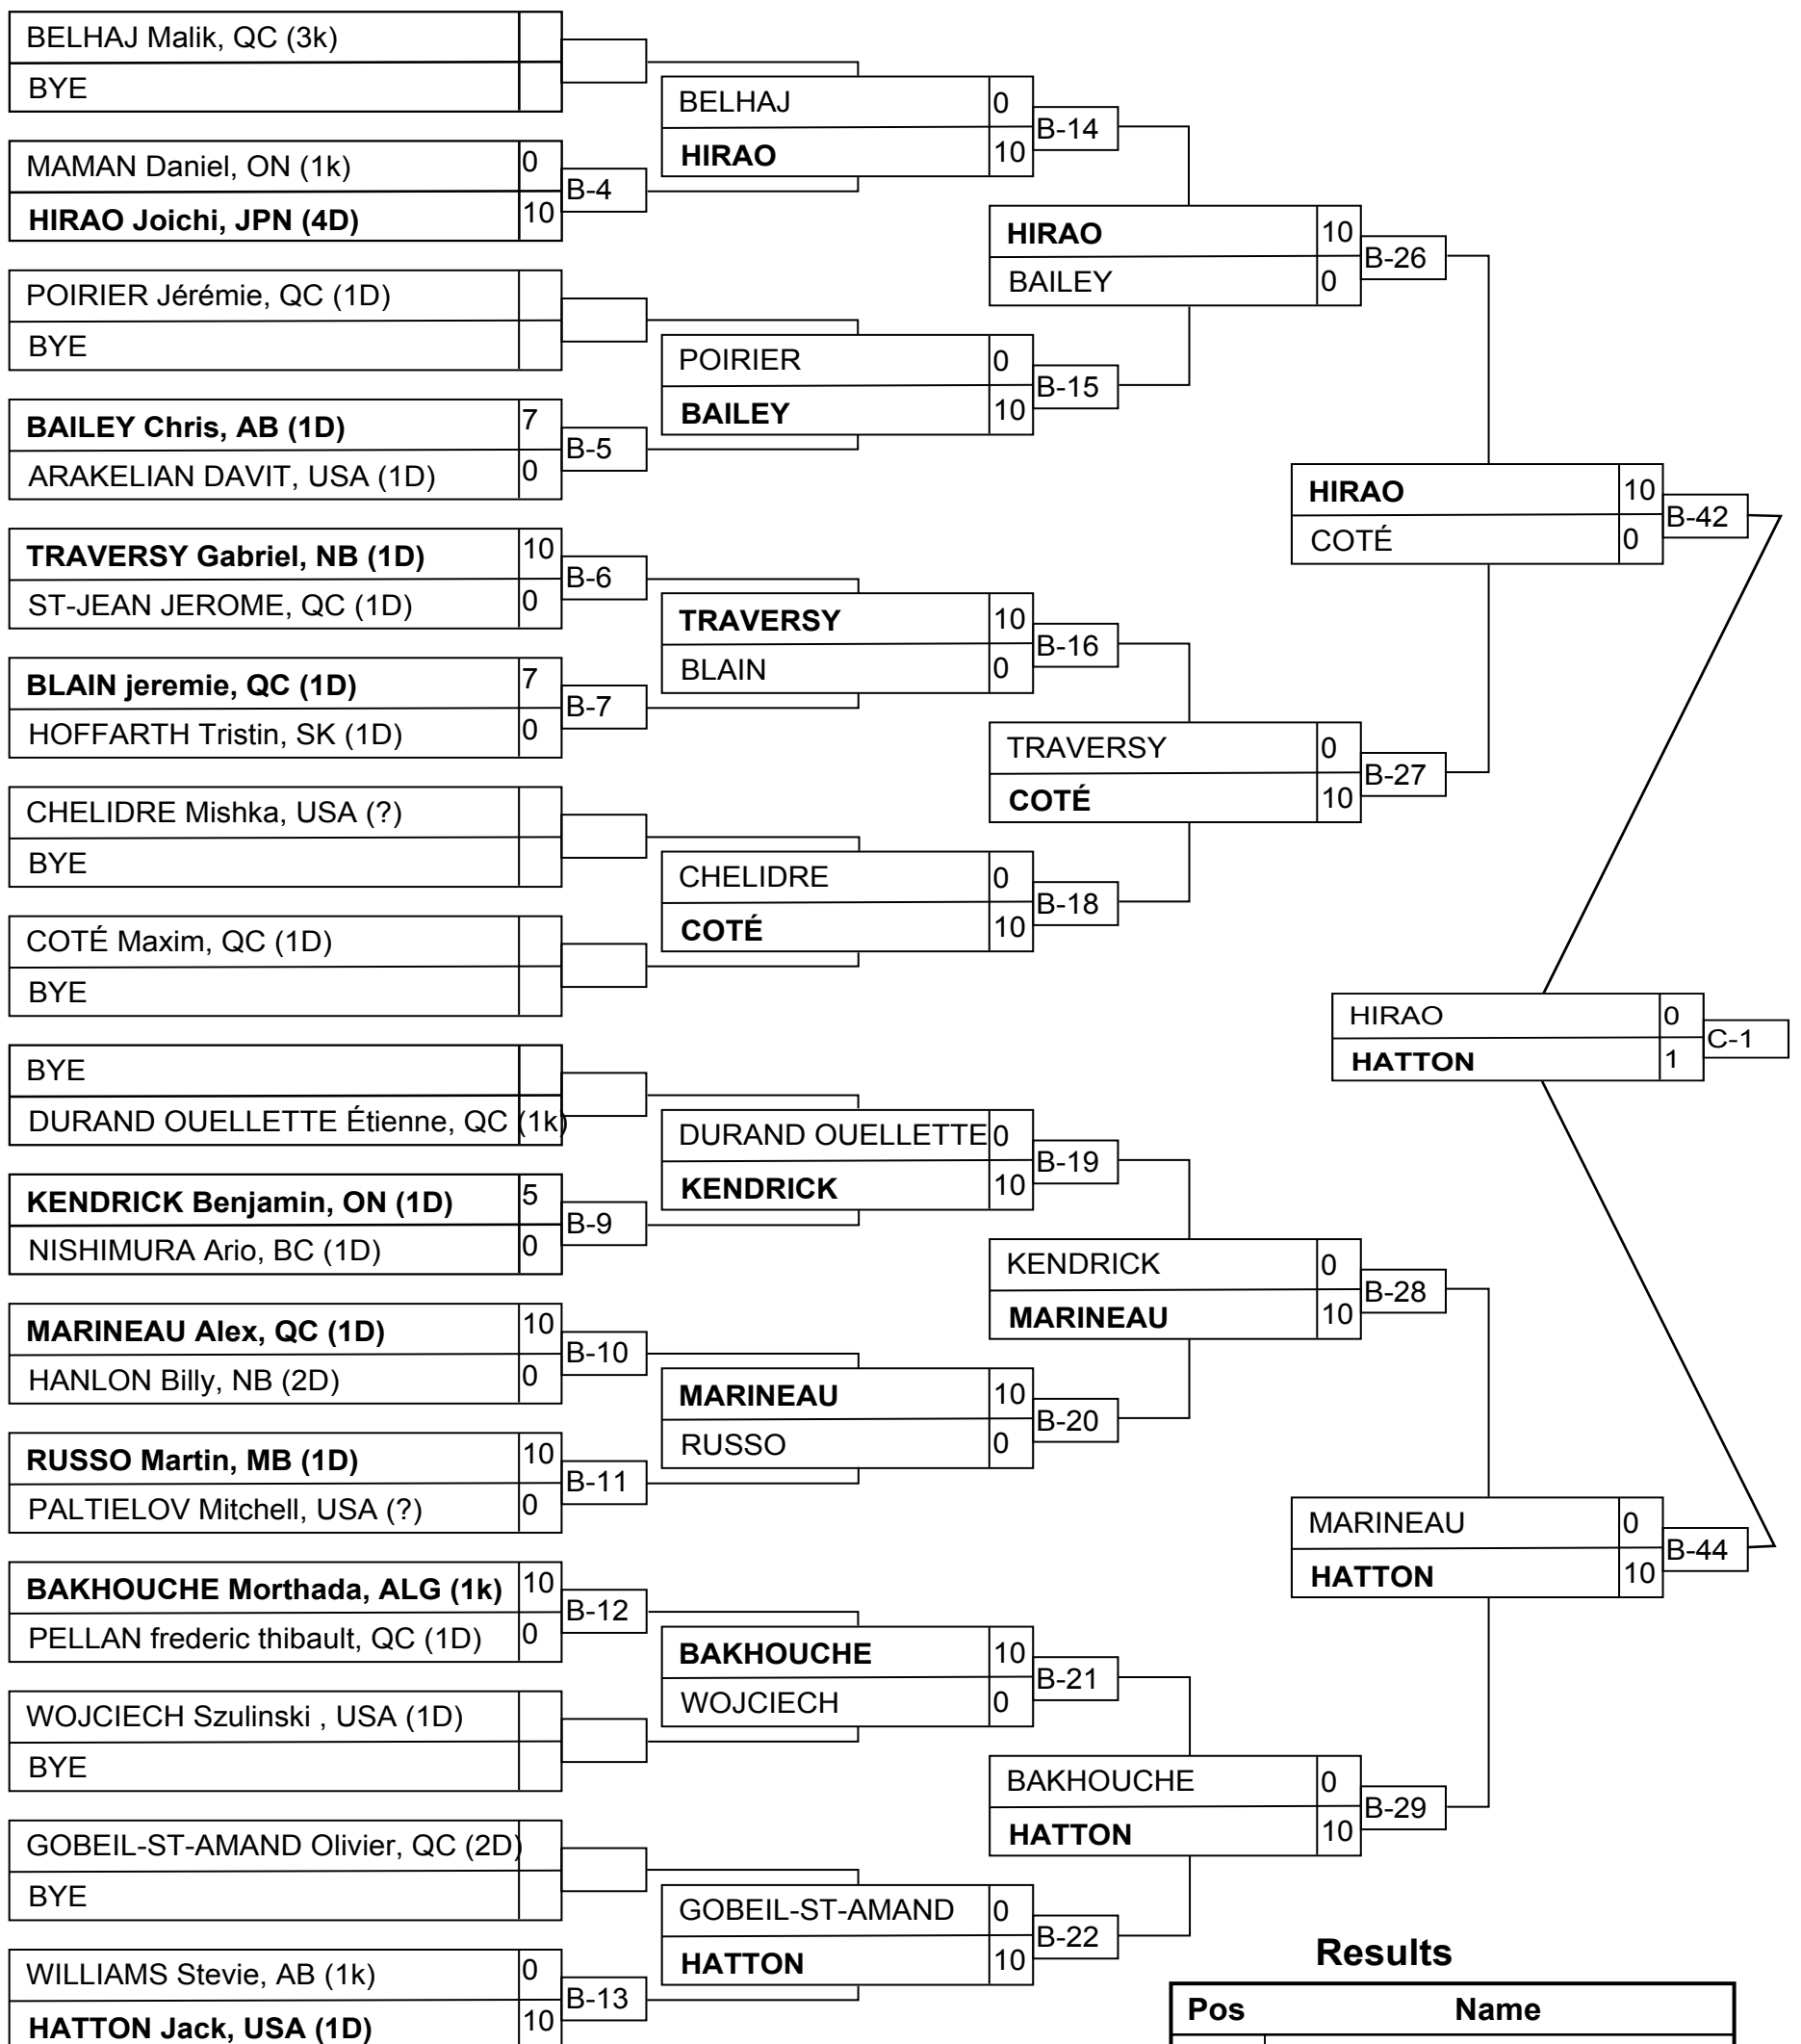 BELHAJ Malik, QC (3k)
BYE
MAMAN Daniel, ON (1k) 0
HIRAO Joichi, JPN (4D) 10
B-4
POIRIER Jérémie, QC (1D)
BYE
BAILEY Chris, AB (1D) 7
ARAKELIAN DAVIT, USA (1D) 0
B-5
TRAVERSY Gabriel, NB (1D) 10
ST-JEAN JEROME, QC (1D) 0
B-6
BLAIN jeremie, QC (1D) 7
HOFFARTH Tristin, SK (1D) 0
B-7
CHELIDRE Mishka, USA (?)
BYE
COTÉ Maxim, QC (1D)
BYE
BYE
DURAND OUELLETTE Étienne, QC (1k)
KENDRICK Benjamin, ON (1D) 5
NISHIMURA Ario, BC (1D) 0
B-9
MARINEAU Alex, QC (1D) 10
HANLON Billy, NB (2D) 0
B-10
RUSSO Martin, MB (1D) 10
PALTIELOV Mitchell, USA (?) 0
B-11
BAKHOUCHE Morthada, ALG (1k) 10
PELLAN frederic thibault, QC (1D) 0
B-12
WOJCIECH Szulinski , USA (1D)
BYE
GOBEIL-ST-AMAND Olivier, QC (2D)
BYE
WILLIAMS Stevie, AB (1k) 0
HATTON Jack, USA (1D) 10
B-13
BELHAJ 0
HIRAO 10
B-14
POIRIER 0
BAILEY 10
B-15
TRAVERSY 10
BLAIN 0
B-16
CHELIDRE 0
COTÉ 10
B-18
DURAND OUELLETTE 0
KENDRICK 10
B-19
MARINEAU 10
RUSSO 0
B-20
BAKHOUCHE 10
WOJCIECH 0
B-21
GOBEIL-ST-AMAND 0
HATTON 10
B-22
HIRAO 10
BAILEY 0
B-26
TRAVERSY 0
COTÉ 10
B-27
KENDRICK 0
MARINEAU 10
B-28
BAKHOUCHE 0
HATTON 10
B-29
HIRAO 10
COTÉ 0
B-42
MARINEAU 0
HATTON 10
B-44
HIRAO 0
HATTON 1
C-1
Results
Pos Name